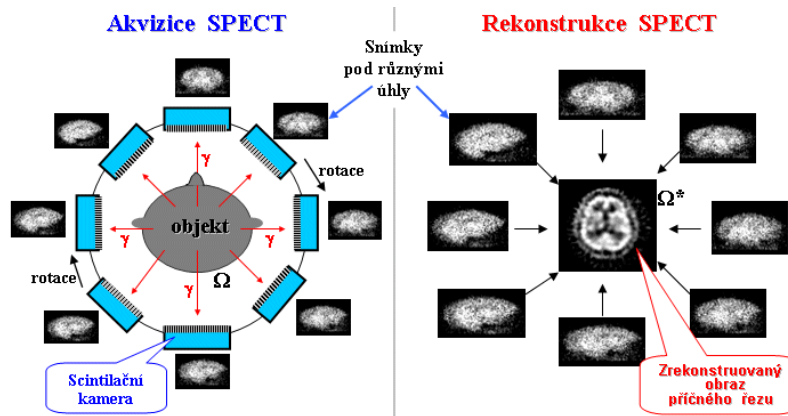 Akvizice SPECT
Snímky
pod různými
úhly
γ
rotace
γ
objekt
γ
Ω
rotace
γ
Scintilační
kamera
Rekonstrukce SPECT
Ω*
Zrekonstruovaný
obraz
příčného řezu